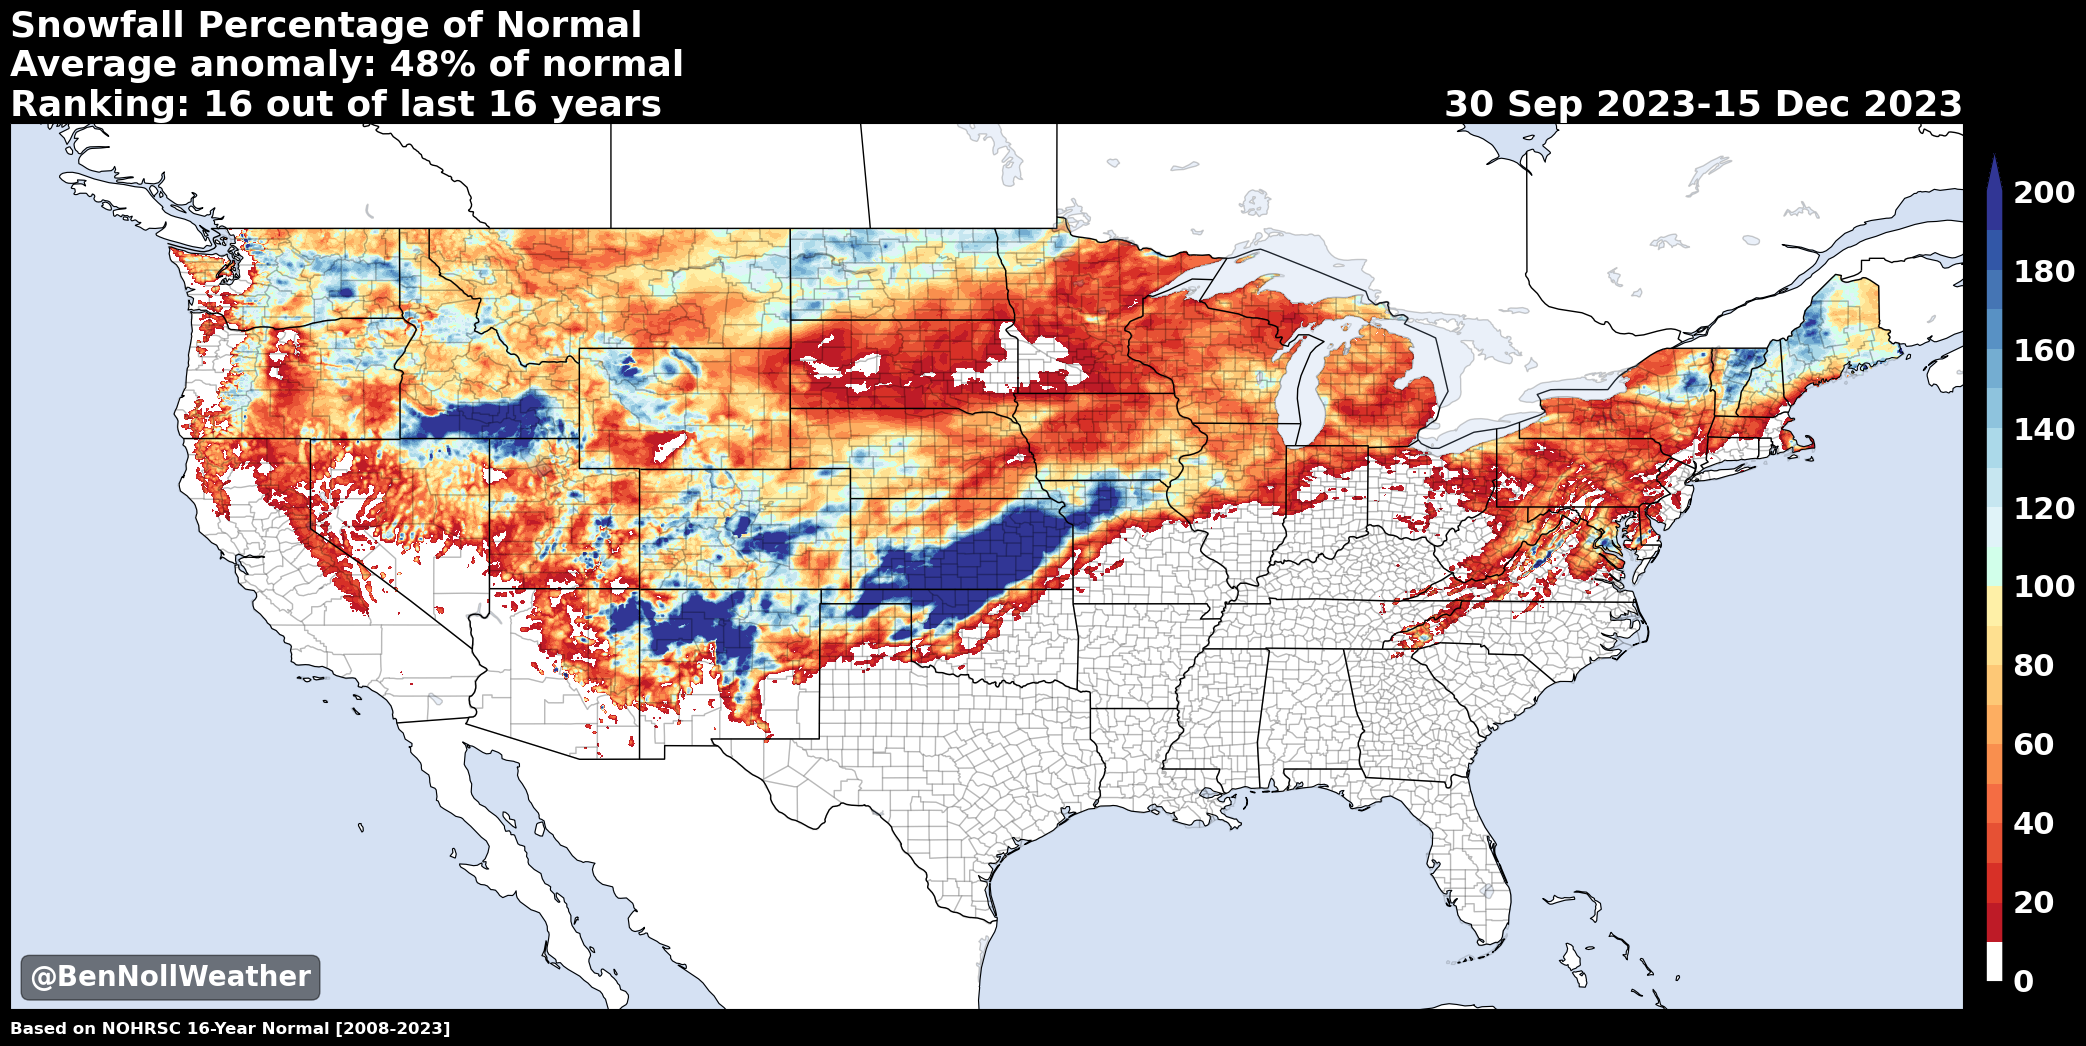 Snowfall Percentage of Normal
Average anomaly: 48% of normal
Ranking: 16 out of last 16 years
30 Sep 2023-15 Dec 2023
200
180
160
140
120
100
80
60
40
20
0
@BenNollWeather
Based on NOHRSC 16-Year Normal [2008-2023]